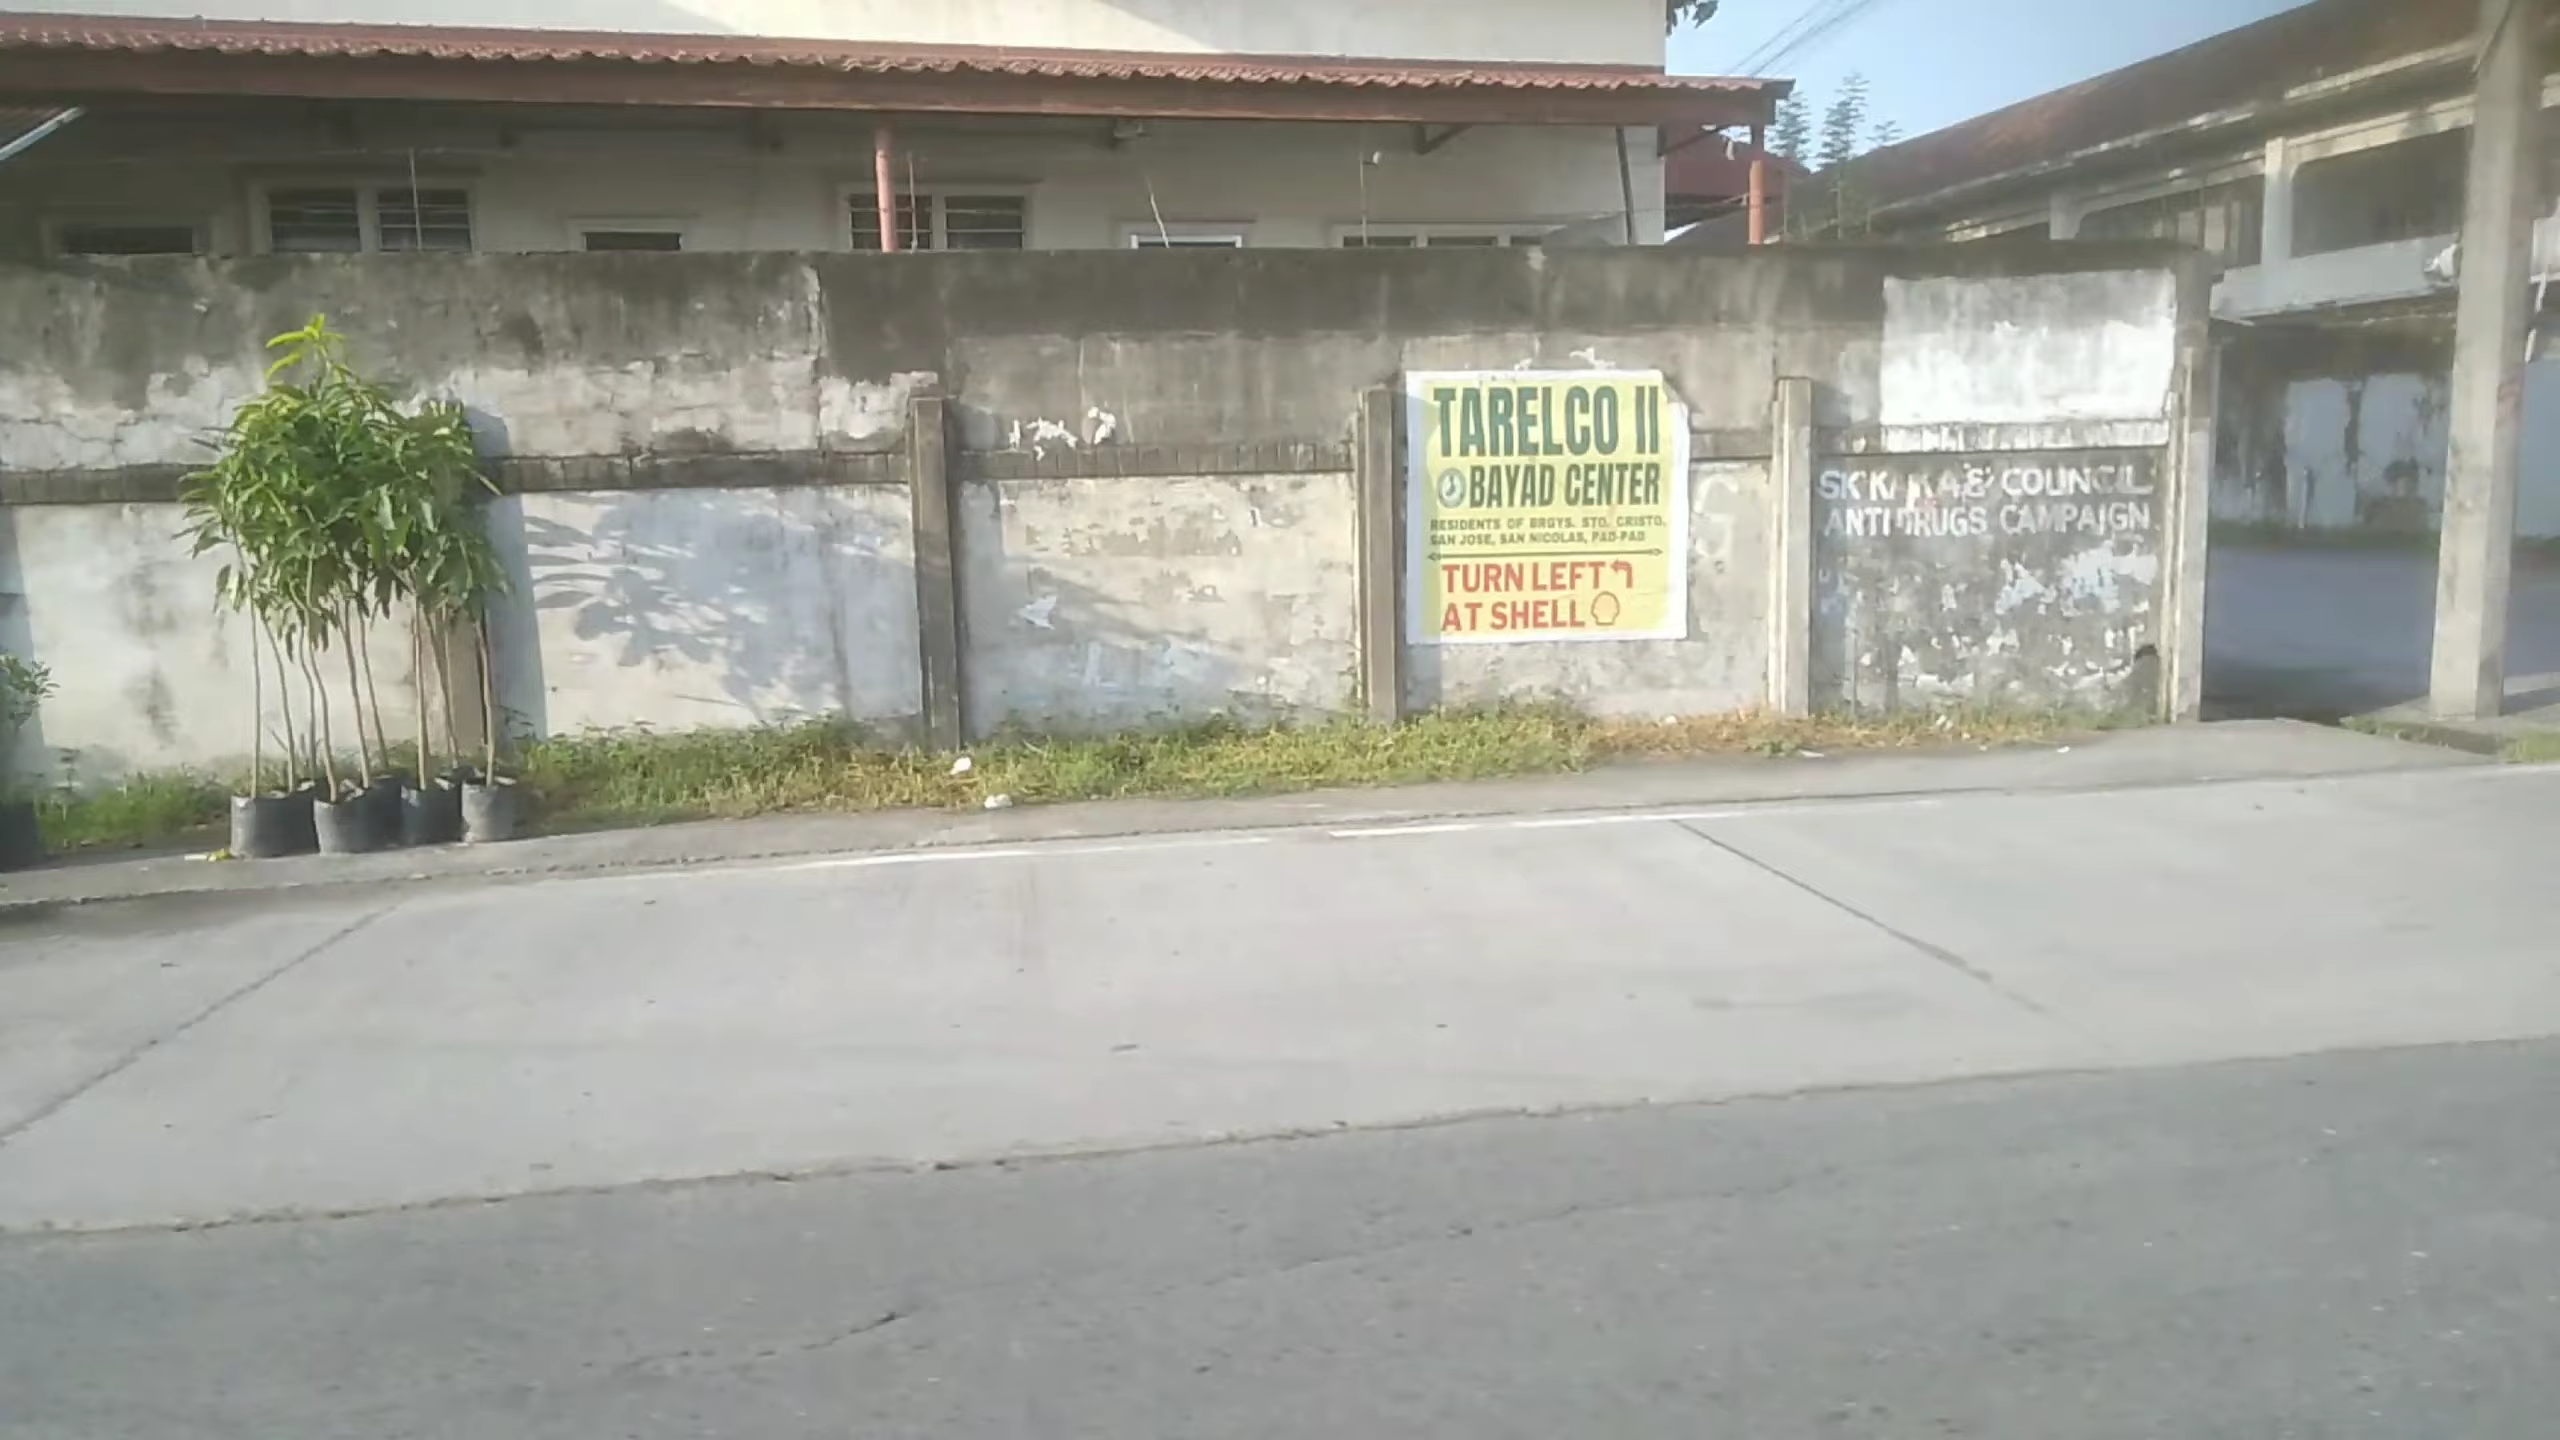 TARELCO II
BAYAD CENTER
RESIDENTS OF BRGYS. STO. CRISTO,
SAN JOSE, SAN NICOLAS, PAD-PAD
TURN LEFT
AT SHELL
SK COUNCIL
ANTI DRUGS CAMPAIGN